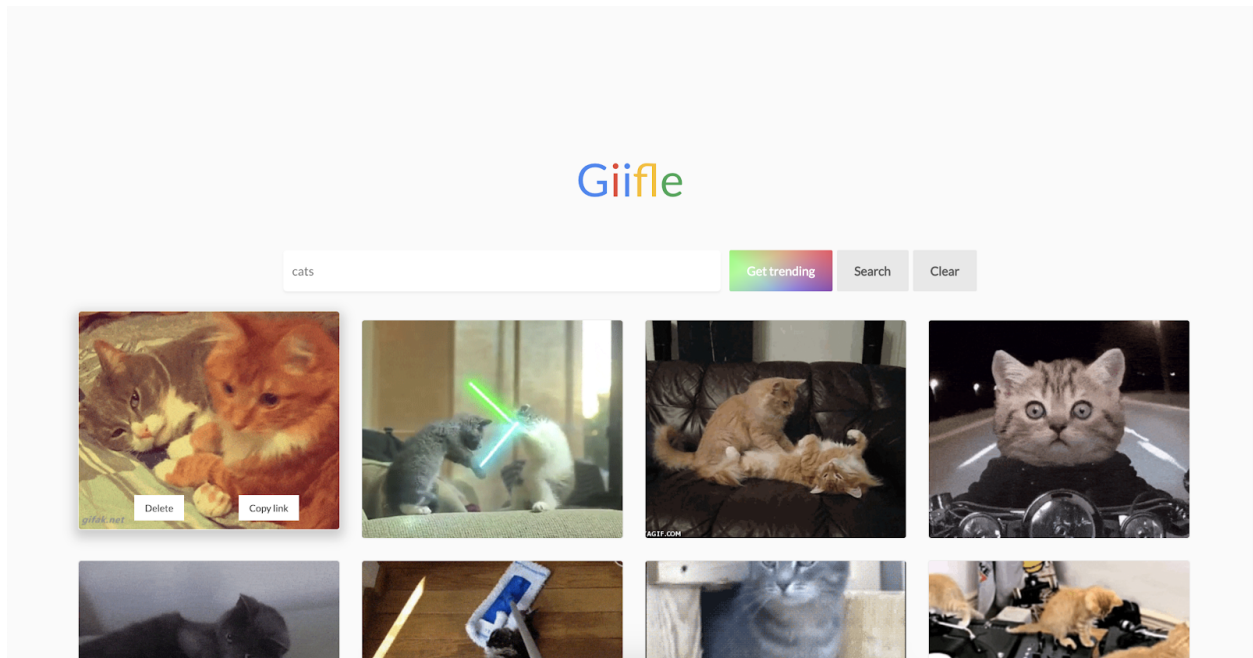 Giifle
cats
Get trending
Search
Clear
Delete
Copy link
gifak.net
AGIF.COM